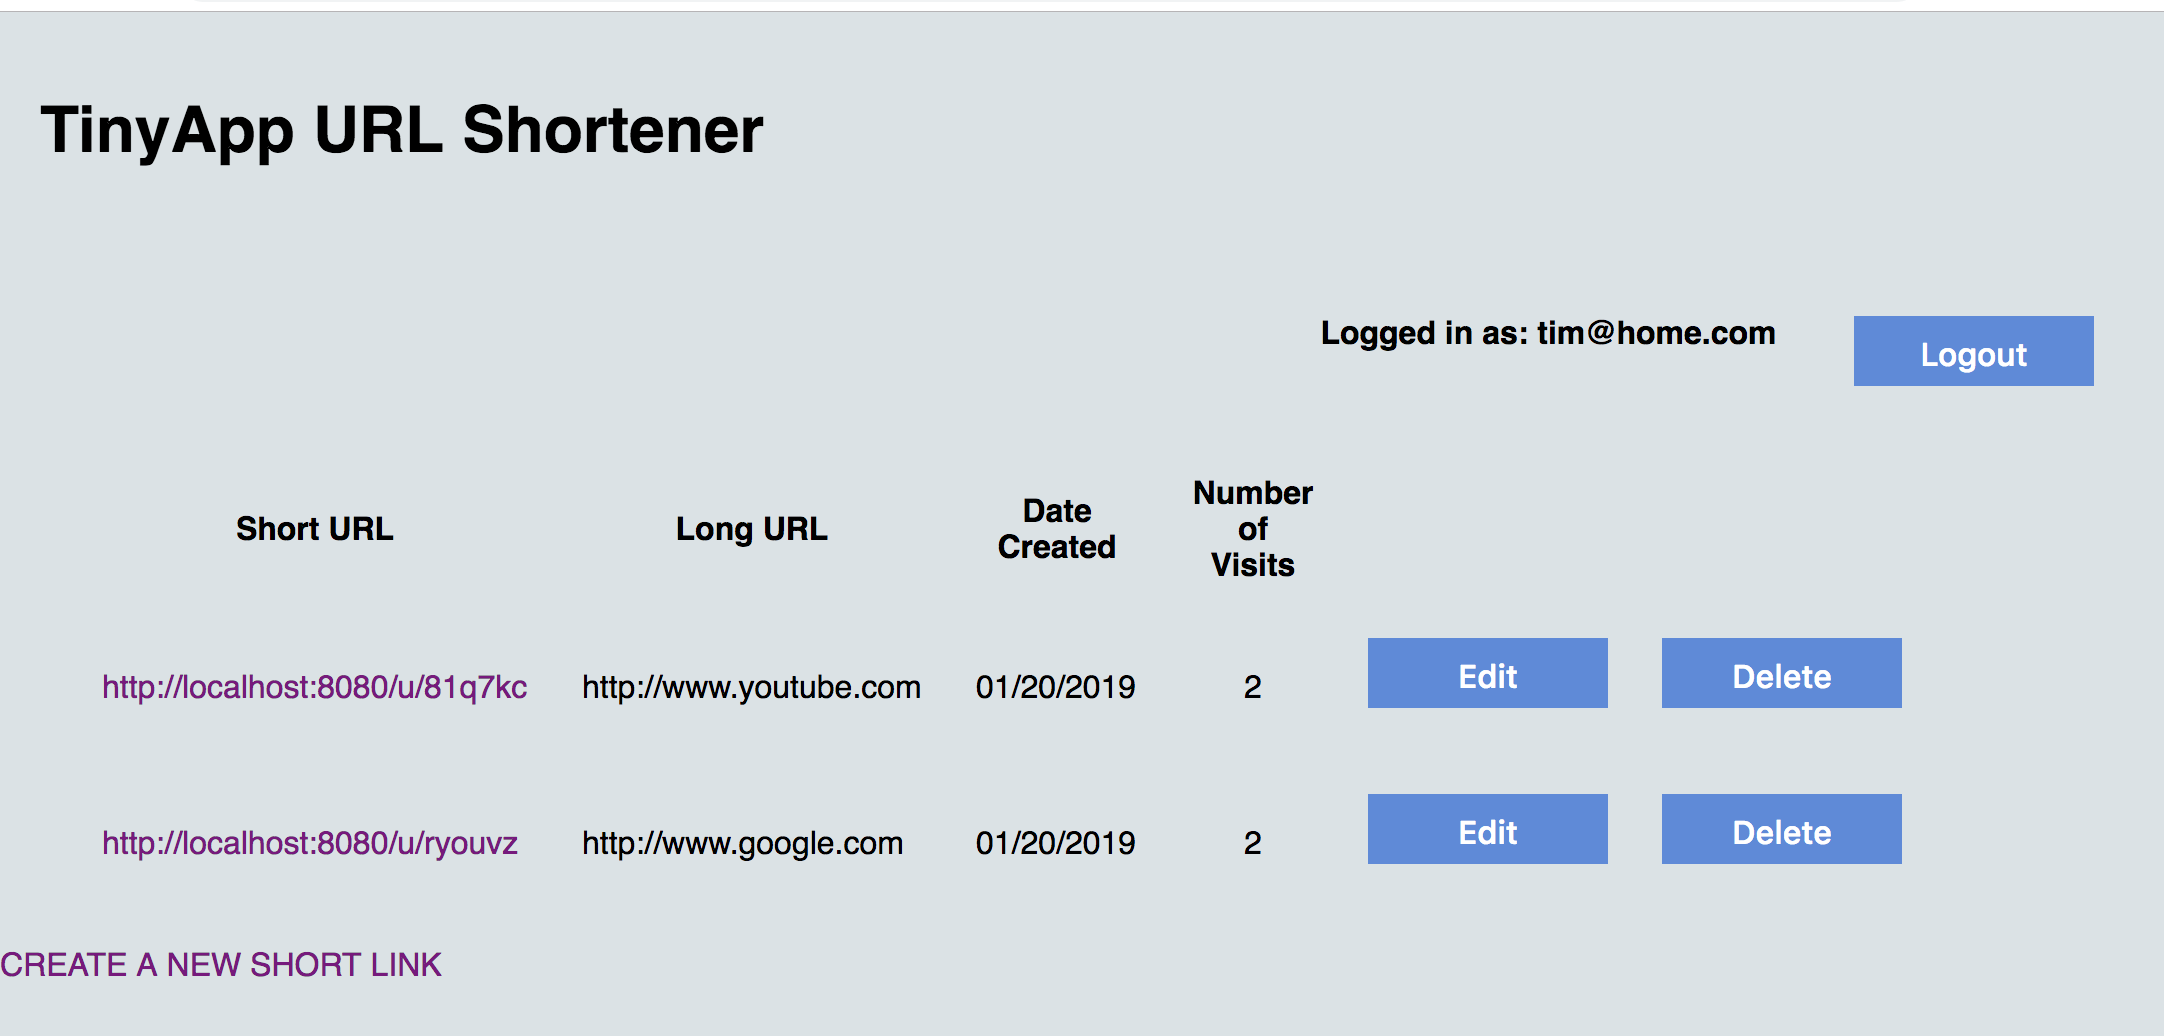 TinyApp URL Shortener
Logged in as: tim@home.com
Logout
Short URL
Long URL
Date
Created
Number
of
Visits
http://localhost:8080/u/81q7kc http://www.youtube.com 01/20/2019 2 Edit Delete
http://localhost:8080/u/ryouvz http://www.google.com 01/20/2019 2 Edit Delete
CREATE A NEW SHORT LINK